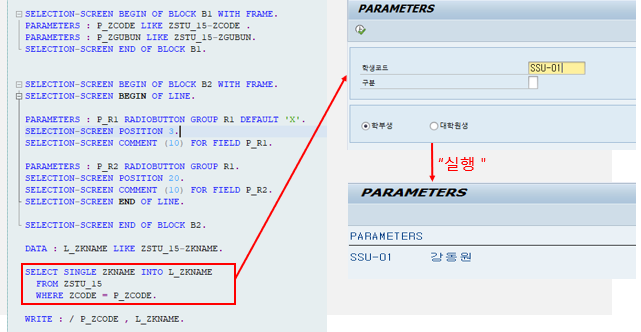 SELECTION-SCREEN BEGIN OF BLOCK B1 WITH FRAME.
PARAMETERS : P_ZCODE LIKE ZSTU_15-ZCODE .
PARAMETERS : P_ZGUBUN LIKE ZSTU_15-ZGUBUN.
SELECTION-SCREEN END OF BLOCK B1.
SELECTION-SCREEN BEGIN OF BLOCK B2 WITH FRAME.
SELECTION-SCREEN BEGIN OF LINE.
PARAMETERS : P_R1 RADIOBUTTON GROUP R1 DEFAULT 'X'.
SELECTION-SCREEN POSITION 3.
SELECTION-SCREEN COMMENT (10) FOR FIELD P_R1.
PARAMETERS : P_R2 RADIOBUTTON GROUP R1.
SELECTION-SCREEN POSITION 20.
SELECTION-SCREEN COMMENT (10) FOR FIELD P_R2.
SELECTION-SCREEN END OF LINE.
SELECTION-SCREEN END OF BLOCK B2.
DATA : L_ZKNAME LIKE ZSTU_15-ZKNAME.
SELECT SINGLE ZKNAME INTO L_ZKNAME
FROM ZSTU_15
WHERE ZCODE = P_ZCODE.
WRITE : / P_ZCODE , L_ZKNAME.
PARAMETERS
학생코드 SSU-01
구분
학부생 대학원생
"실행 "
PARAMETERS
PARAMETERS
SSU-01 강동원